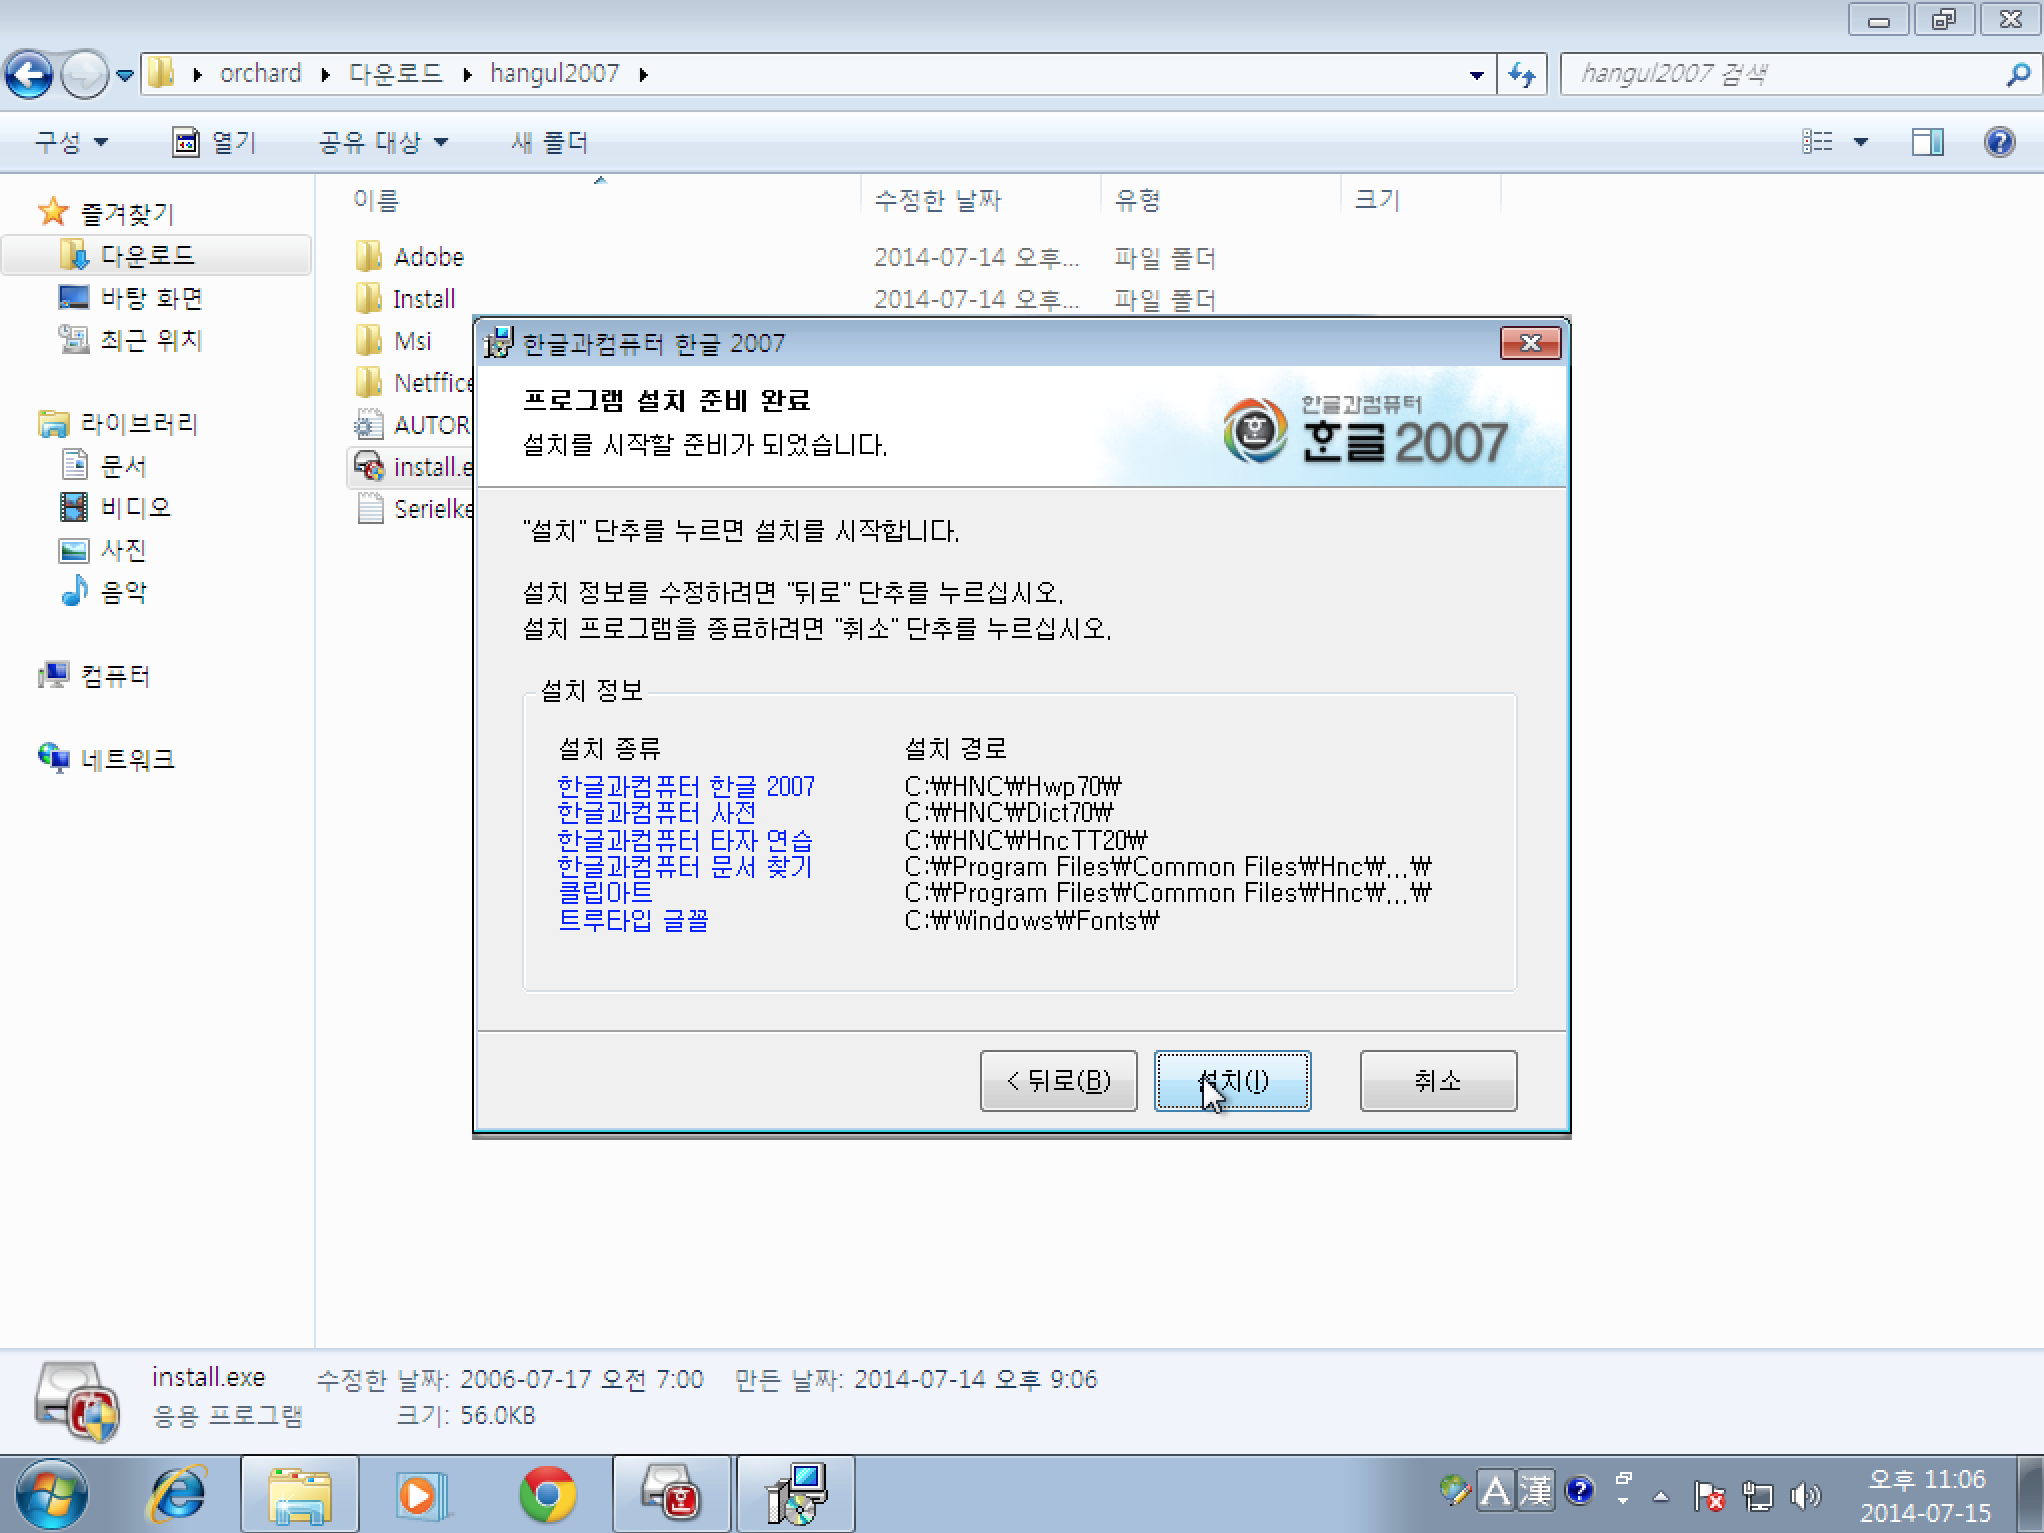 orchard ▸ 다운로드 ▸ hangul2007 ▸
hangul2007 검색
구성
열기
공유 대상
새 폴더
즐겨찾기
다운로드
바탕 화면
최근 위치
라이브러리
문서
비디오
사진
음악
컴퓨터
네트워크
이름 수정한 날짜 유형 크기
Adobe 2014-07-14 오후... 파일 폴더
Install 2014-07-14 오후... 파일 폴더
Msi
Netffice
AUTOR
install.e
Serielke
한글과컴퓨터 한글 2007
프로그램 설치 준비 완료
설치를 시작할 준비가 되었습니다.
한글과컴퓨터
한글 2007
"설치" 단추를 누르면 설치를 시작합니다.
설치 정보를 수정하려면 "뒤로" 단추를 누르십시오.
설치 프로그램을 종료하려면 "취소" 단추를 누르십시오.
설치 정보
설치 종류 설치 경로
한글과컴퓨터 한글 2007 C:₩HNC₩Hwp70₩
한글과컴퓨터 사전 C:₩HNC₩Dict70₩
한글과컴퓨터 타자 연습 C:₩HNC₩HncTT20₩
한글과컴퓨터 문서 찾기 C:₩Program Files₩Common Files₩Hnc₩...₩
클립아트 C:₩Program Files₩Common Files₩Hnc₩...₩
트루타입 글꼴 C:₩Windows₩Fonts₩
< 뒤로(B) 설치(I) 취소
install.exe 수정한 날짜: 2006-07-17 오전 7:00 만든 날짜: 2014-07-14 오후 9:06
응용 프로그램 크기: 56.0KB
A 漢
오후 11:06
2014-07-15